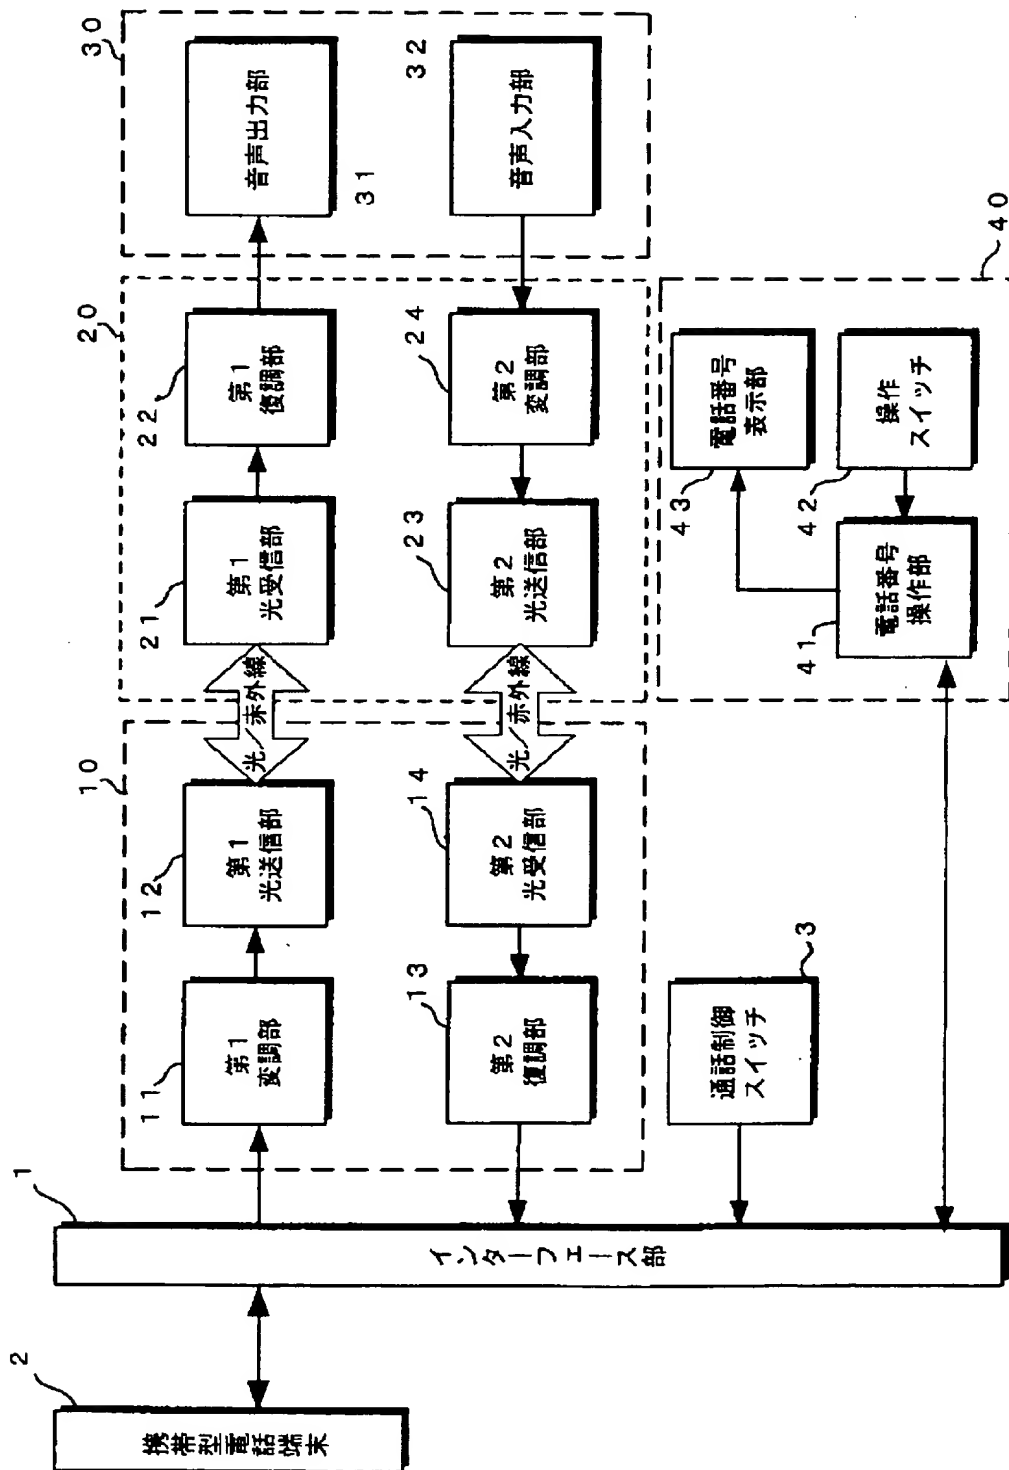 2
携帯型電話端末
1
インターフェース部
10
11
第1
変調部
12
第1
光送信部
光/赤外線
20
21
第1
光受信部
22
第1
復調部
30
音声出力部
31
13
第2
復調部
14
第2
光受信部
光/赤外線
23
第2
光送信部
24
第2
変調部
音声入力部
32
通話制御
スイッチ
3
40
41
電話番号
操作部
42
操作
スイッチ
43
電話番号
表示部